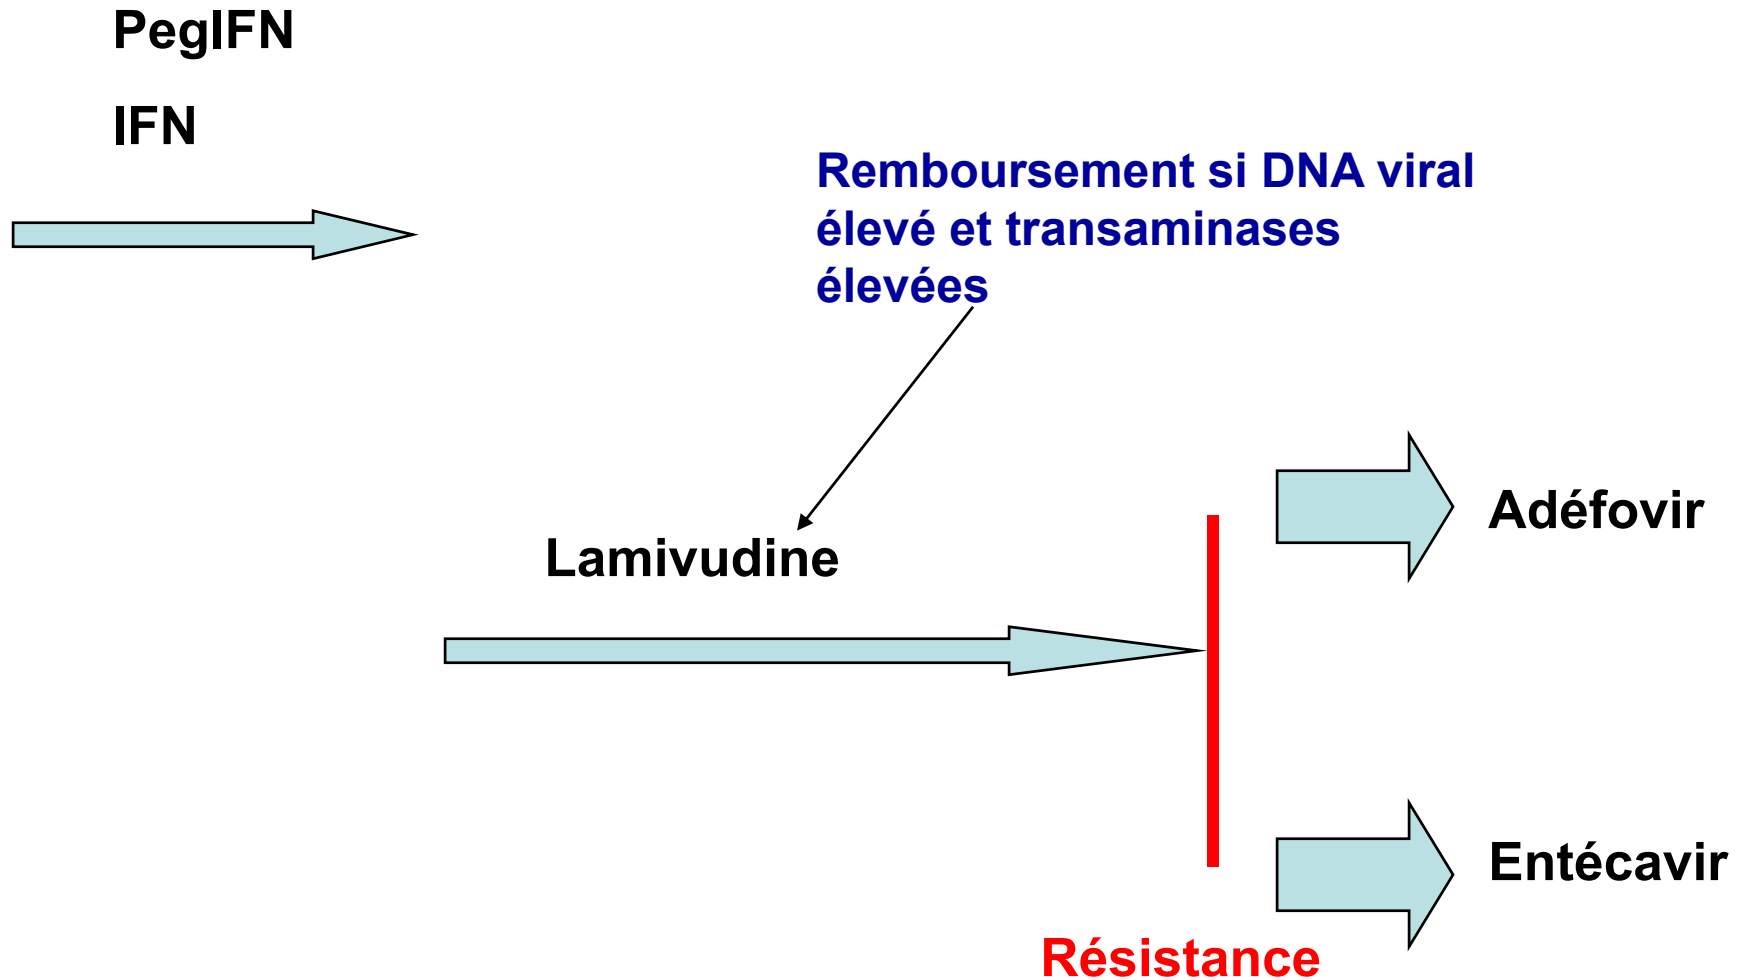 PegIFN
IFN
Remboursement si DNA viral
élevé et transaminases
élevées
Lamivudine
Adéfovir
Entécavir
Résistance